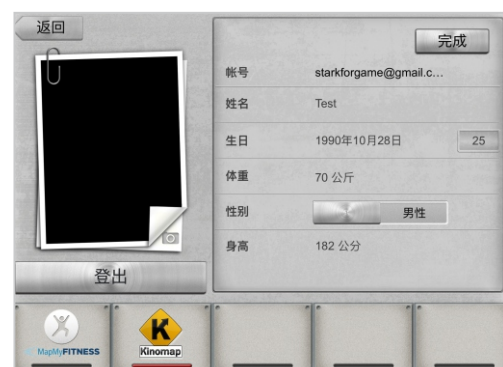 返回
完成
帐号 starkforgame@gmail.c...
姓名 Test
生日 1990年10月28日 25
体重 70 公斤
性别 男性
身高 182 公分
登出
MapMyFITNESS
K
Kinomap